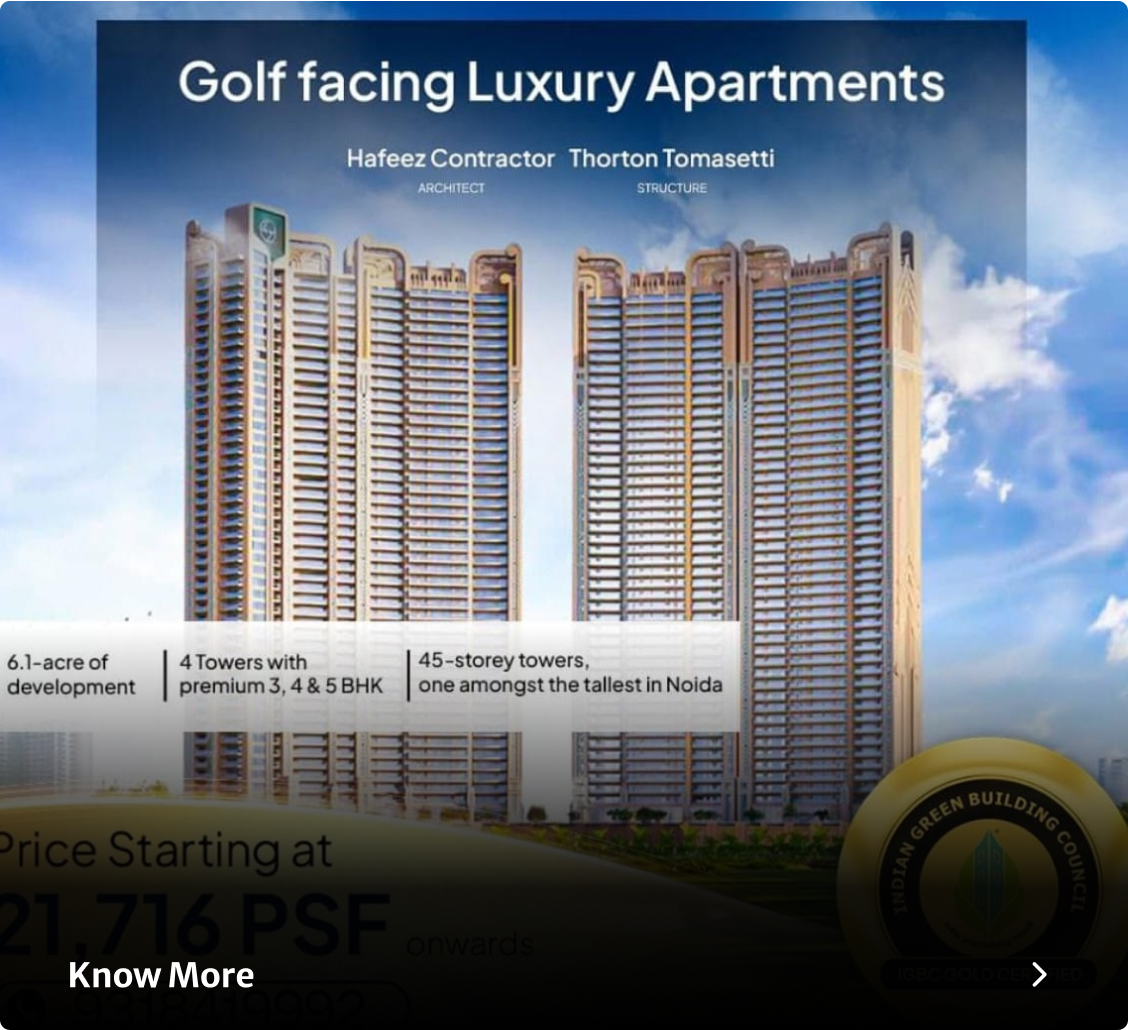 Golf facing Luxury Apartments
Hafeez Contractor Thorton Tomasetti
ARCHITECT STRUCTURE
6.1-acre of
development
4 Towers with
premium 3, 4 & 5 BHK
45-storey towers,
one amongst the tallest in Noida
Price Starting at
21,716 PSF onwards
INDIAN GREEN BUILDING COUNCIL
IGBC GOLD CERTIFIED
Know More
9318419992